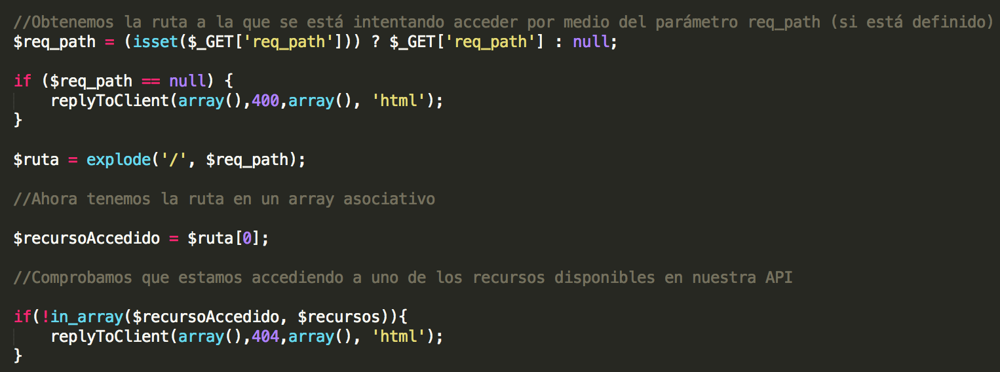 //Obtenemos la ruta a la que se está intentando acceder por medio del parámetro req_path (si está definido)
$req_path = (isset($_GET['req_path'])) ? $_GET['req_path'] : null;
if ($req_path == null) {
replyToClient(array(),400,array(), 'html');
}
$ruta = explode('/', $req_path);
//Ahora tenemos la ruta en un array asociativo
$recursoAccedido = $ruta[0];
//Comprobamos que estamos accediendo a uno de los recursos disponibles en nuestra API
if(!in_array($recursoAccedido, $recursos)){
replyToClient(array(),404,array(), 'html');
}